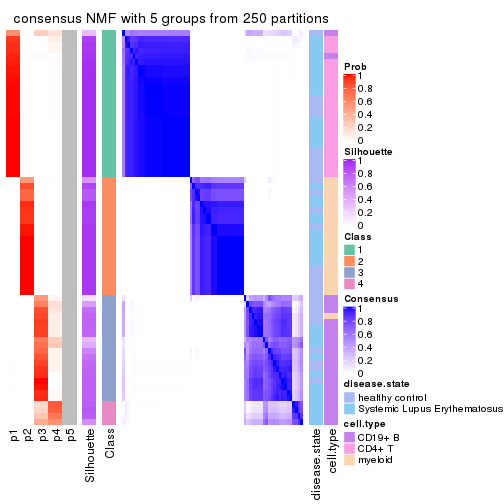 consensus NMF with 5 groups from 250 partitions
Prob
1
0.8
0.6
0.4
0.2
0
Silhouette
1
0.8
0.6
0.4
0.2
0
Class
1
2
3
4
Consensus
1
0.8
0.6
0.4
0.2
0
disease.state
healthy control
Systemic Lupus Erythematosus
cell.type
CD19+ B
CD4+ T
myeloid
p1
p2
p3
p4
p5
Silhouette
Class
disease.state
cell.type